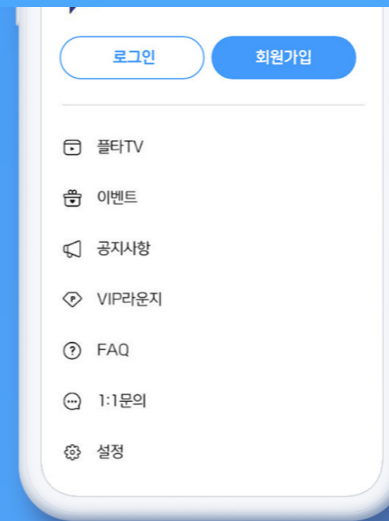 로그인 회원가입
플타TV
이벤트
공지사항
VIP라운지
FAQ
1:1문의
설정